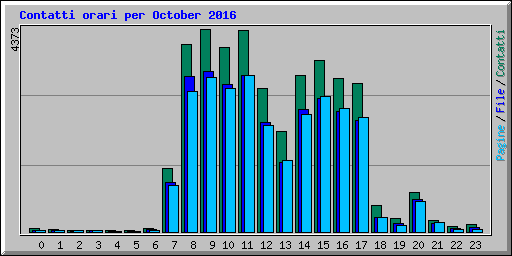 Contatti orari per October 2016
4373
Pagine / File / Contatti
0 1 2 3 4 5 6 7 8 9 10 11 12 13 14 15 16 17 18 19 20 21 22 23